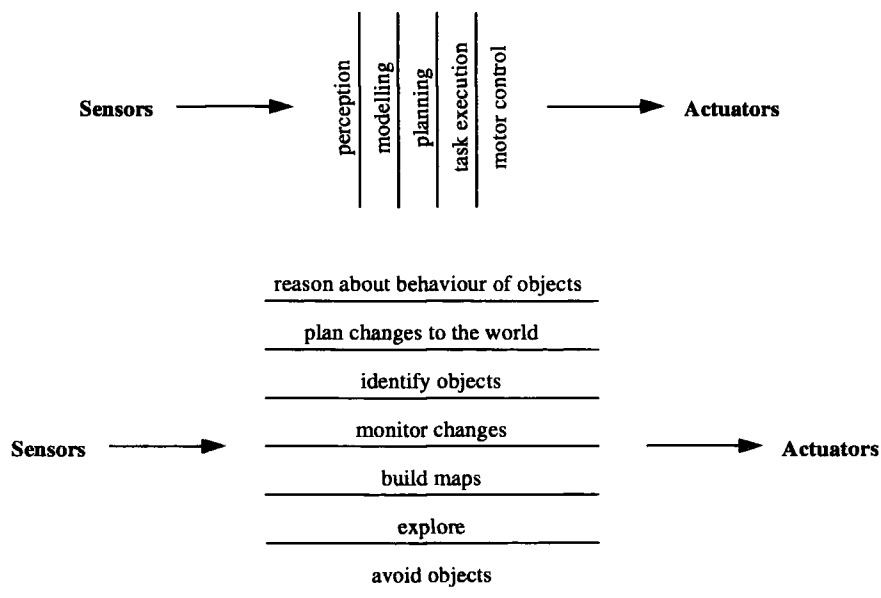 Sensors
perception
modelling
planning
task execution
motor control
Actuators
reason about behaviour of objects
plan changes to the world
identify objects
monitor changes
Sensors
Actuators
build maps
explore
avoid objects